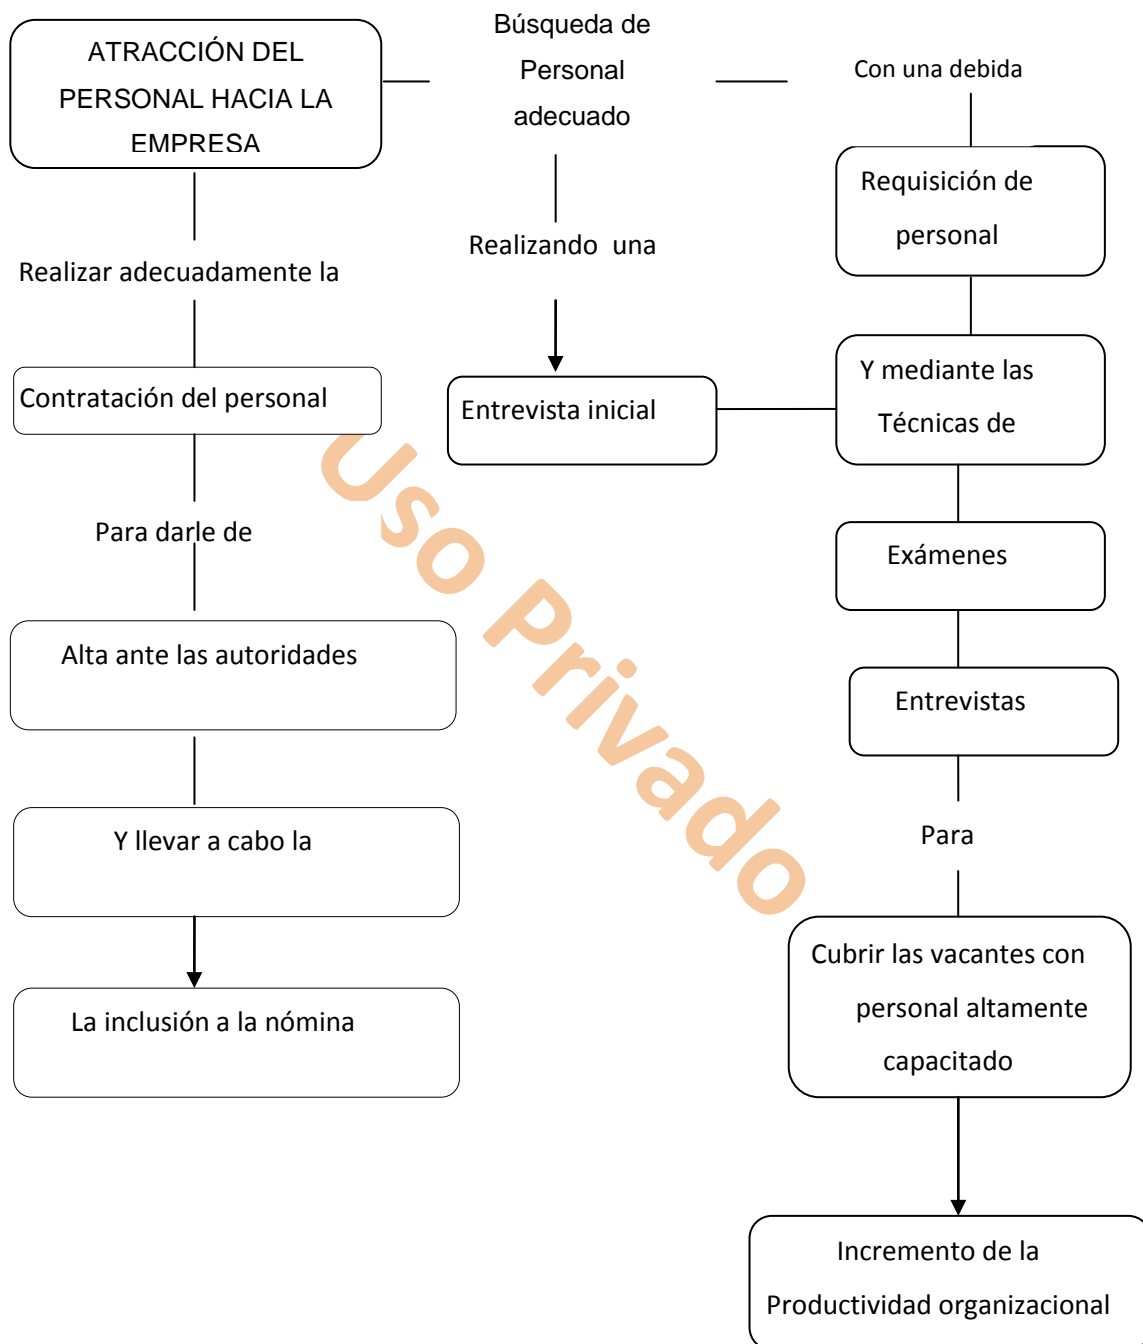 ATRACCIÓN DEL
PERSONAL HACIA LA
EMPRESA
Búsqueda de
Personal
adecuado
Con una debida
Requisición de
personal
Realizando una
Realizar adecuadamente la
Contratación del personal
Entrevista inicial
Y mediante las
Técnicas de
Para darle de
Exámenes
Alta ante las autoridades
Entrevistas
Y llevar a cabo la
Para
La inclusión a la nómina
Cubrir las vacantes con
personal altamente
capacitado
Incremento de la
Productividad organizacional
Uso Privado